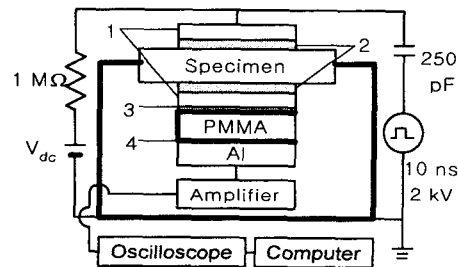 1
2
Specimen
1 MΩ
250
pF
3
PMMA
4
Al
V_dc
10 ns
2 kV
Amplifier
Oscilloscope
Computer